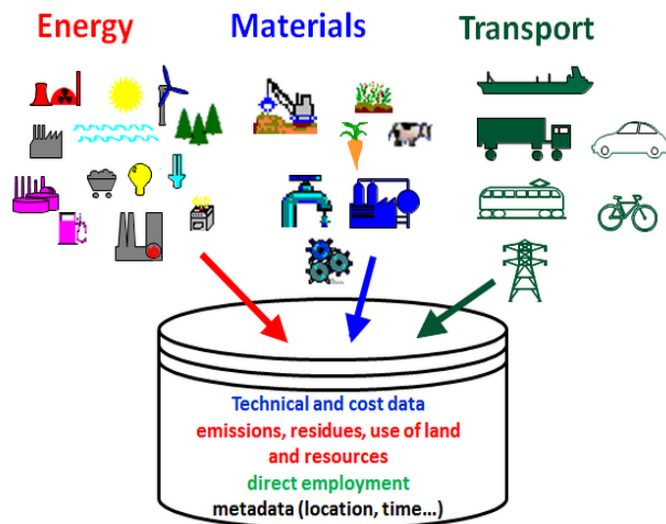 Energy Materials Transport
Technical and cost data
emissions, residues, use of land
and resources
direct employment
metadata (location, time...)